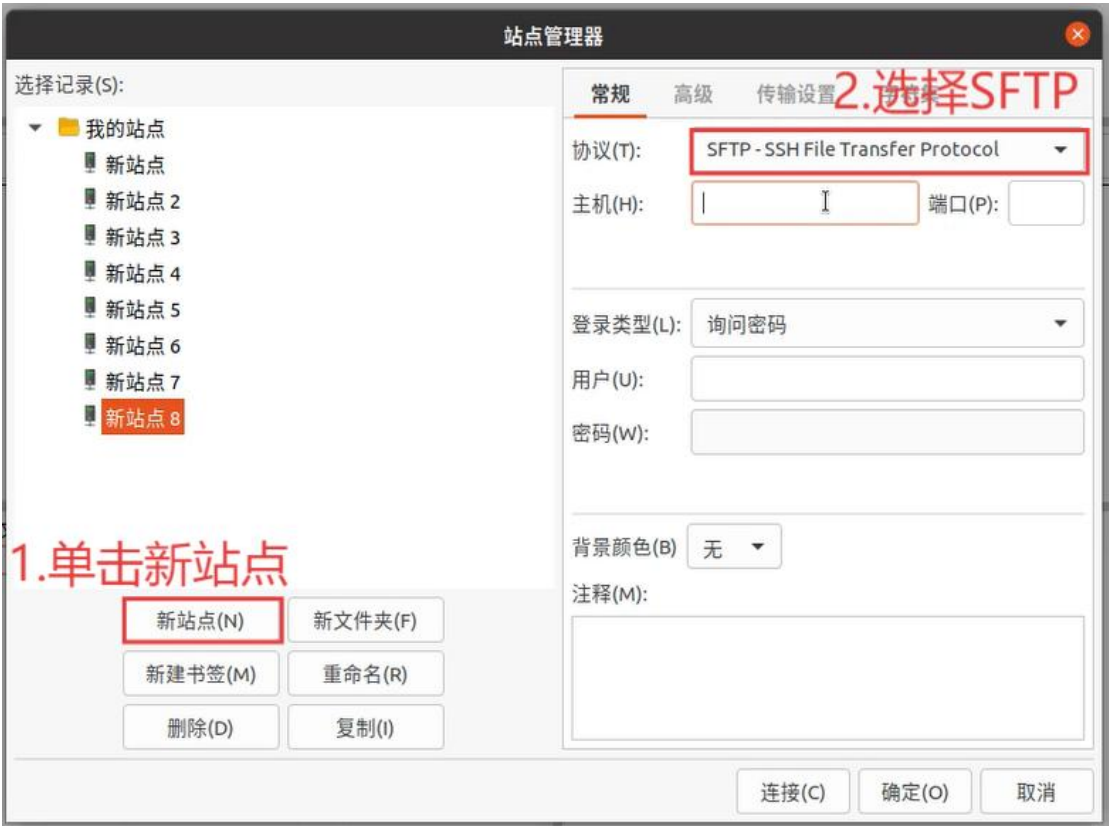 站点管理器
选择记录(S):
我的站点
新站点
新站点 2
新站点 3
新站点 4
新站点 5
新站点 6
新站点 7
新站点 8
1.单击新站点
新站点(N) 新文件夹(F)
新建书签(M) 重命名(R)
删除(D) 复制(I)
常规 高级 传输设置
2.选择SFTP
协议(T): SFTP - SSH File Transfer Protocol
主机(H): 端口(P):
登录类型(L): 询问密码
用户(U):
密码(W):
背景颜色(B) 无
注释(M):
连接(C) 确定(O) 取消